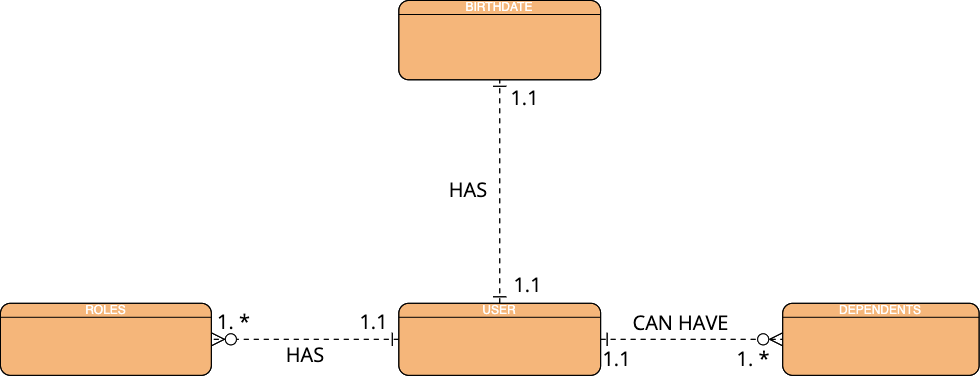 BIRTHDATE
1.1
HAS
1.1
ROLES
1. *
1.1
HAS
USER
CAN HAVE
1.1
1. *
DEPENDENTS